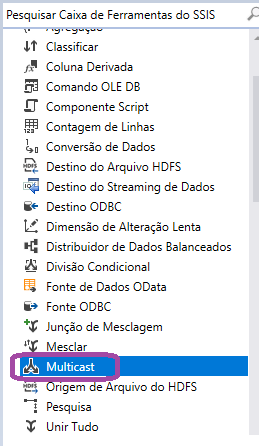 Pesquisar Caixa de Ferramentas do SSIS
Agregação
Classificar
Coluna Derivada
Comando OLE DB
Componente Script
Contagem de Linhas
Conversão de Dados
Destino do Arquivo HDFS
Destino do Streaming de Dados
Destino ODBC
Dimensão de Alteração Lenta
Distribuidor de Dados Balanceados
Divisão Condicional
Fonte de Dados OData
Fonte ODBC
Junção de Mesclagem
Mesclar
Multicast
Origem de Arquivo do HDFS
Pesquisa
Unir Tudo